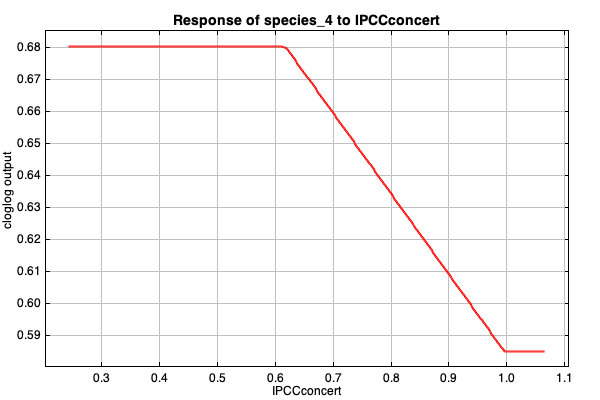 Response of species_4 to IPCCconcert
cloglog output
0.68
0.67
0.66
0.65
0.64
0.63
0.62
0.61
0.60
0.59
0.3 0.4 0.5 0.6 0.7 0.8 0.9 1.0 1.1
IPCCconcert